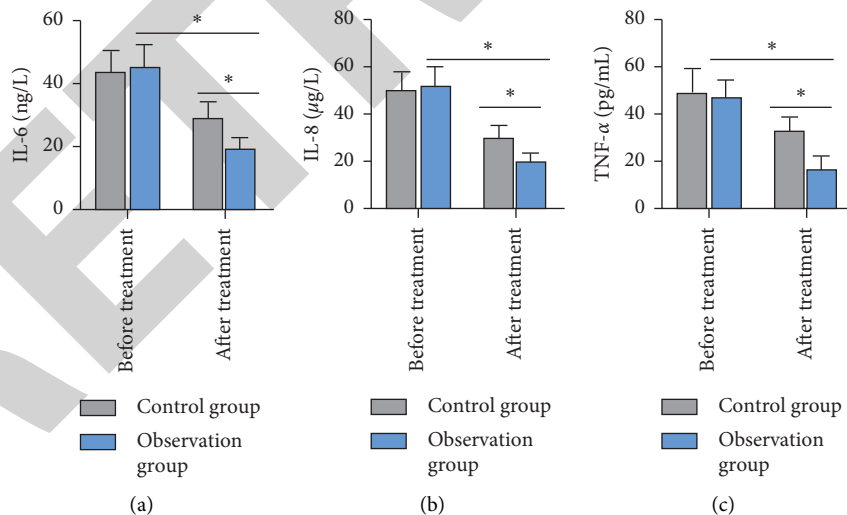 60
40
20
0
IL-6 (ng/L)
*
*
Before treatment
After treatment
Control group
Observation
group
(a)
80
60
40
20
0
IL-8 (μg/L)
*
*
Before treatment
After treatment
Control group
Observation
group
(b)
80
60
40
20
0
TNF-α (pg/mL)
*
*
Before treatment
After treatment
Control group
Observation
group
(c)